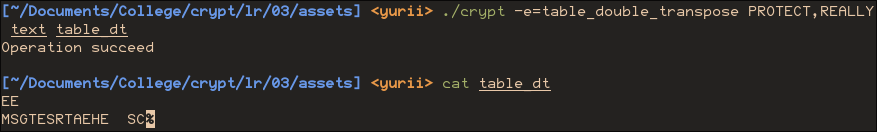 [~/Documents/College/crypt/lr/03/assets] <yurii> ./crypt -e=table_double_transpose PROTECT,REALLY
 text table_dt
Operation succeed
[~/Documents/College/crypt/lr/03/assets] <yurii> cat table_dt
EE
MSGTESRTAEHE  SC%